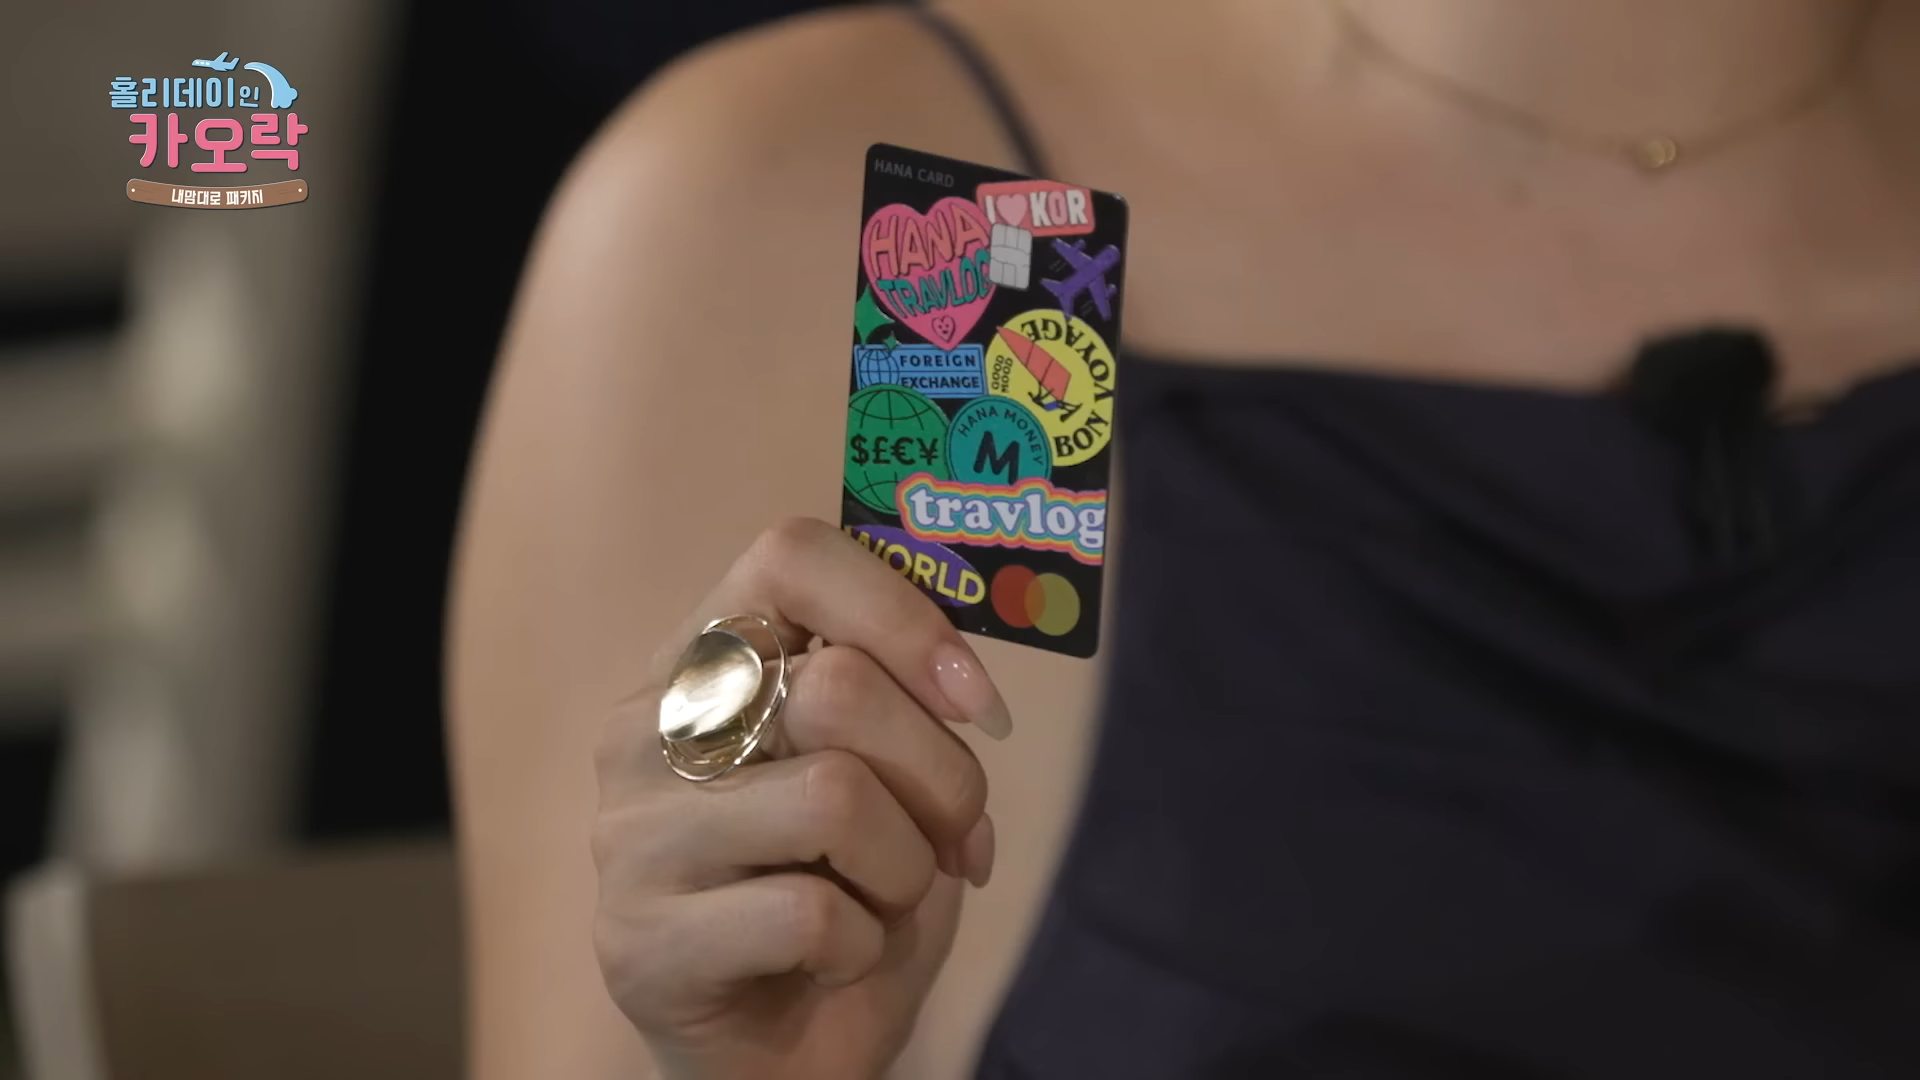 홀리데이인
카오락
내맘대로 패키지
HANA CARD
I KOR
HANA
TRAVLOG
FOREIGN
EXCHANGE
BON VOYAGE
GOOD
MOOD
$£€¥
HANA MONEY
M
travlog
WORLD